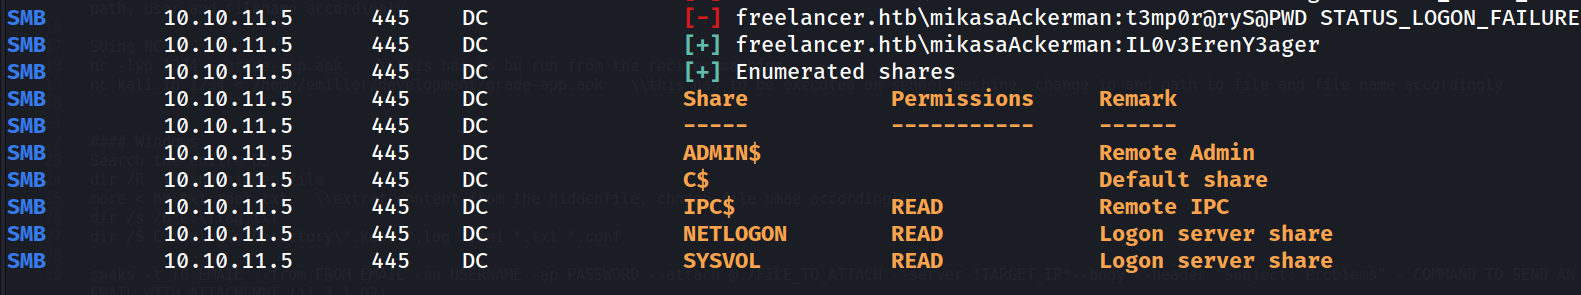 SMB 10.10.11.5 445 DC [-] freelancer.htb\mikasaAckerman:t3mp0r@ryS@PWD STATUS_LOGON_FAILURE
SMB 10.10.11.5 445 DC [+] freelancer.htb\mikasaAckerman:IL0v3ErenY3ager
SMB 10.10.11.5 445 DC [+] Enumerated shares
SMB 10.10.11.5 445 DC Share Permissions Remark
SMB 10.10.11.5 445 DC ----- ----------- ------
SMB 10.10.11.5 445 DC ADMIN$ Remote Admin
SMB 10.10.11.5 445 DC C$ Default share
SMB 10.10.11.5 445 DC IPC$ READ Remote IPC
SMB 10.10.11.5 445 DC NETLOGON READ Logon server share
SMB 10.10.11.5 445 DC SYSVOL READ Logon server share